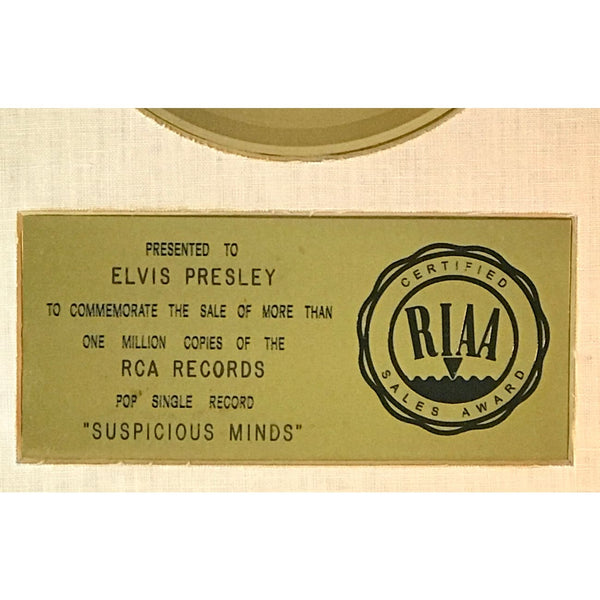 PRESENTED TO
ELVIS PRESLEY
TO COMMEMORATE THE SALE OF MORE THAN
ONE MILLION COPIES OF THE
RCA RECORDS
POP SINGLE RECORD
"SUSPICIOUS MINDS"
CERTIFIED
RIAA
SALES AWARD